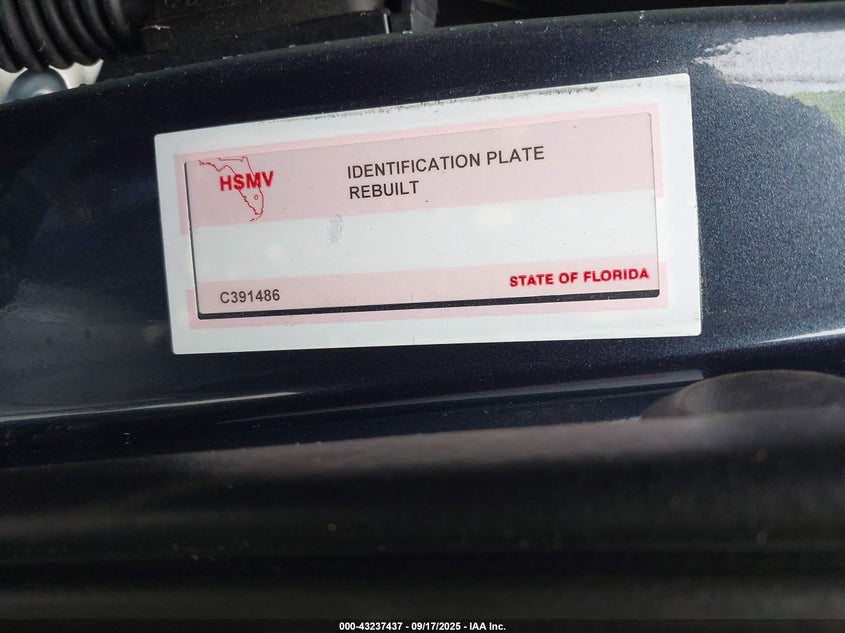 HSMV
IDENTIFICATION PLATE
REBUILT
C391486
STATE OF FLORIDA
000-43237437 - 09/17/2025 - IAA Inc.